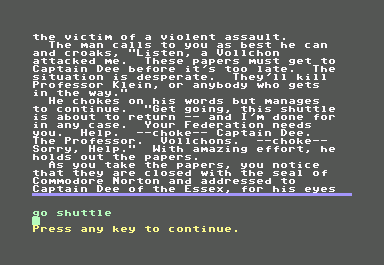 the victim of a violent assault.
The man calls to you as best he can
and croaks, "Listen, a Vollchon
attacked me.  These papers must get to
Captain Dee before it's too late.  The
situation is desperate.  They'll kill
Professor Klein, or anybody who gets
in the way."
He chokes on his words but manages
to continue.  "Get going, this shuttle
is about to return -- and I'm done for
in any case.  Your Federation needs
you.  Help.  --choke-- Captain Dee.
The Professor.  Vollchons.  --choke--
Sorry, Help."  With amazing effort, he
holds out the papers.
As you take the papers, you notice
that they are closed with the seal of
Commodore Norton and addressed to
Captain Dee of the Essex, for his eyes
go shuttle
Press any key to continue.